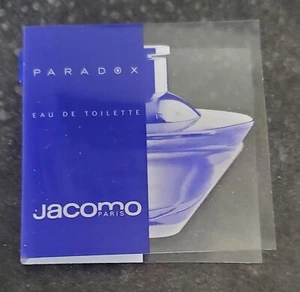 PARADOX
EAU DE TOILETTE
Jacomo
PARIS